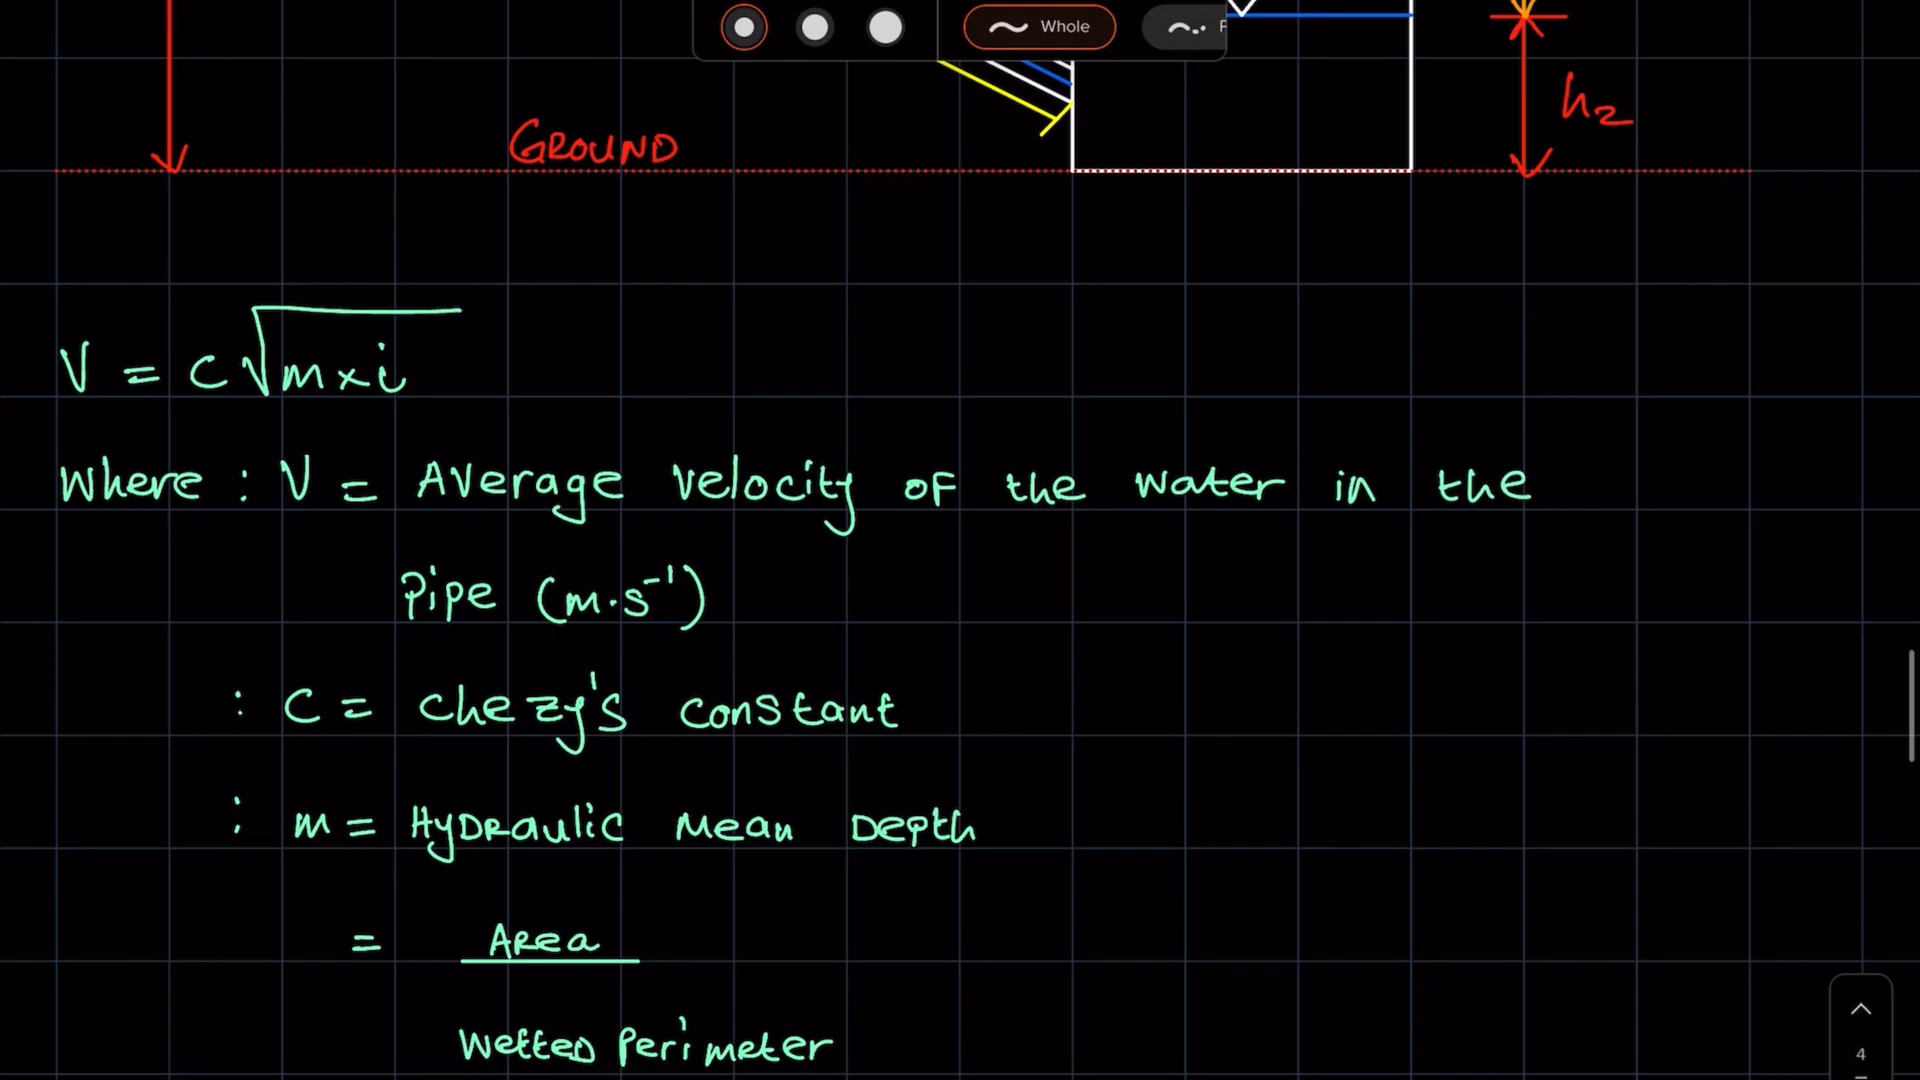 Whole
h2
GROUND
V = C√m×i
Where : V = Average velocity of the water in the
Pipe (m·s⁻¹)
: C = chezy's constant
: m = Hydraulic Mean Depth
= Area
Wetted Perimeter
4